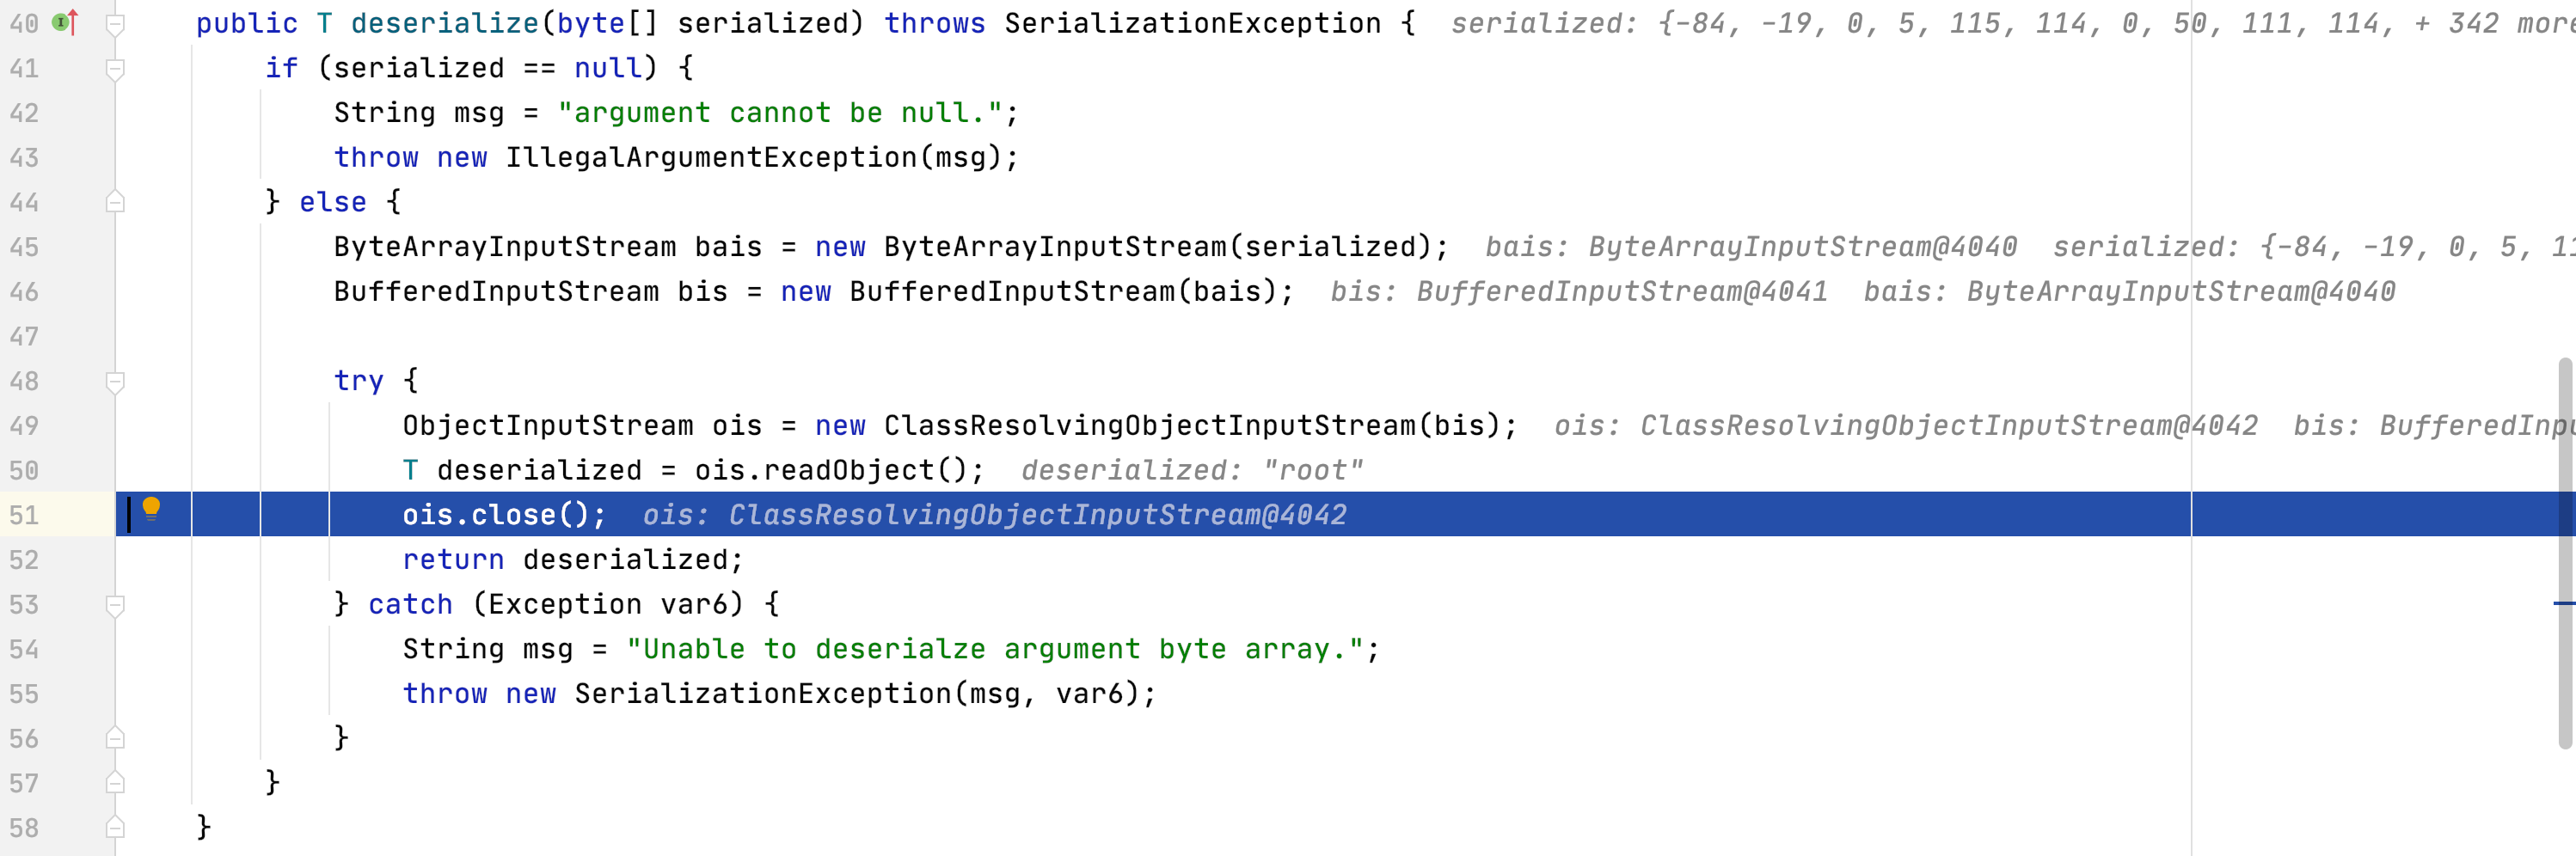 40 public T deserialize(byte[] serialized) throws SerializationException { serialized: {-84, -19, 0, 5, 115, 114, 0, 50, 111, 114, + 342 more
41 if (serialized == null) {
42 String msg = "argument cannot be null.";
43 throw new IllegalArgumentException(msg);
44 } else {
45 ByteArrayInputStream bais = new ByteArrayInputStream(serialized); bais: ByteArrayInputStream@4040 serialized: {-84, -19, 0, 5, 11
46 BufferedInputStream bis = new BufferedInputStream(bais); bis: BufferedInputStream@4041 bais: ByteArrayInputStream@4040
47
48 try {
49 ObjectInputStream ois = new ClassResolvingObjectInputStream(bis); ois: ClassResolvingObjectInputStream@4042 bis: BufferedInpu
50 T deserialized = ois.readObject(); deserialized: "root"
51 ois.close(); ois: ClassResolvingObjectInputStream@4042
52 return deserialized;
53 } catch (Exception var6) {
54 String msg = "Unable to deserialze argument byte array.";
55 throw new SerializationException(msg, var6);
56 }
57 }
58 }